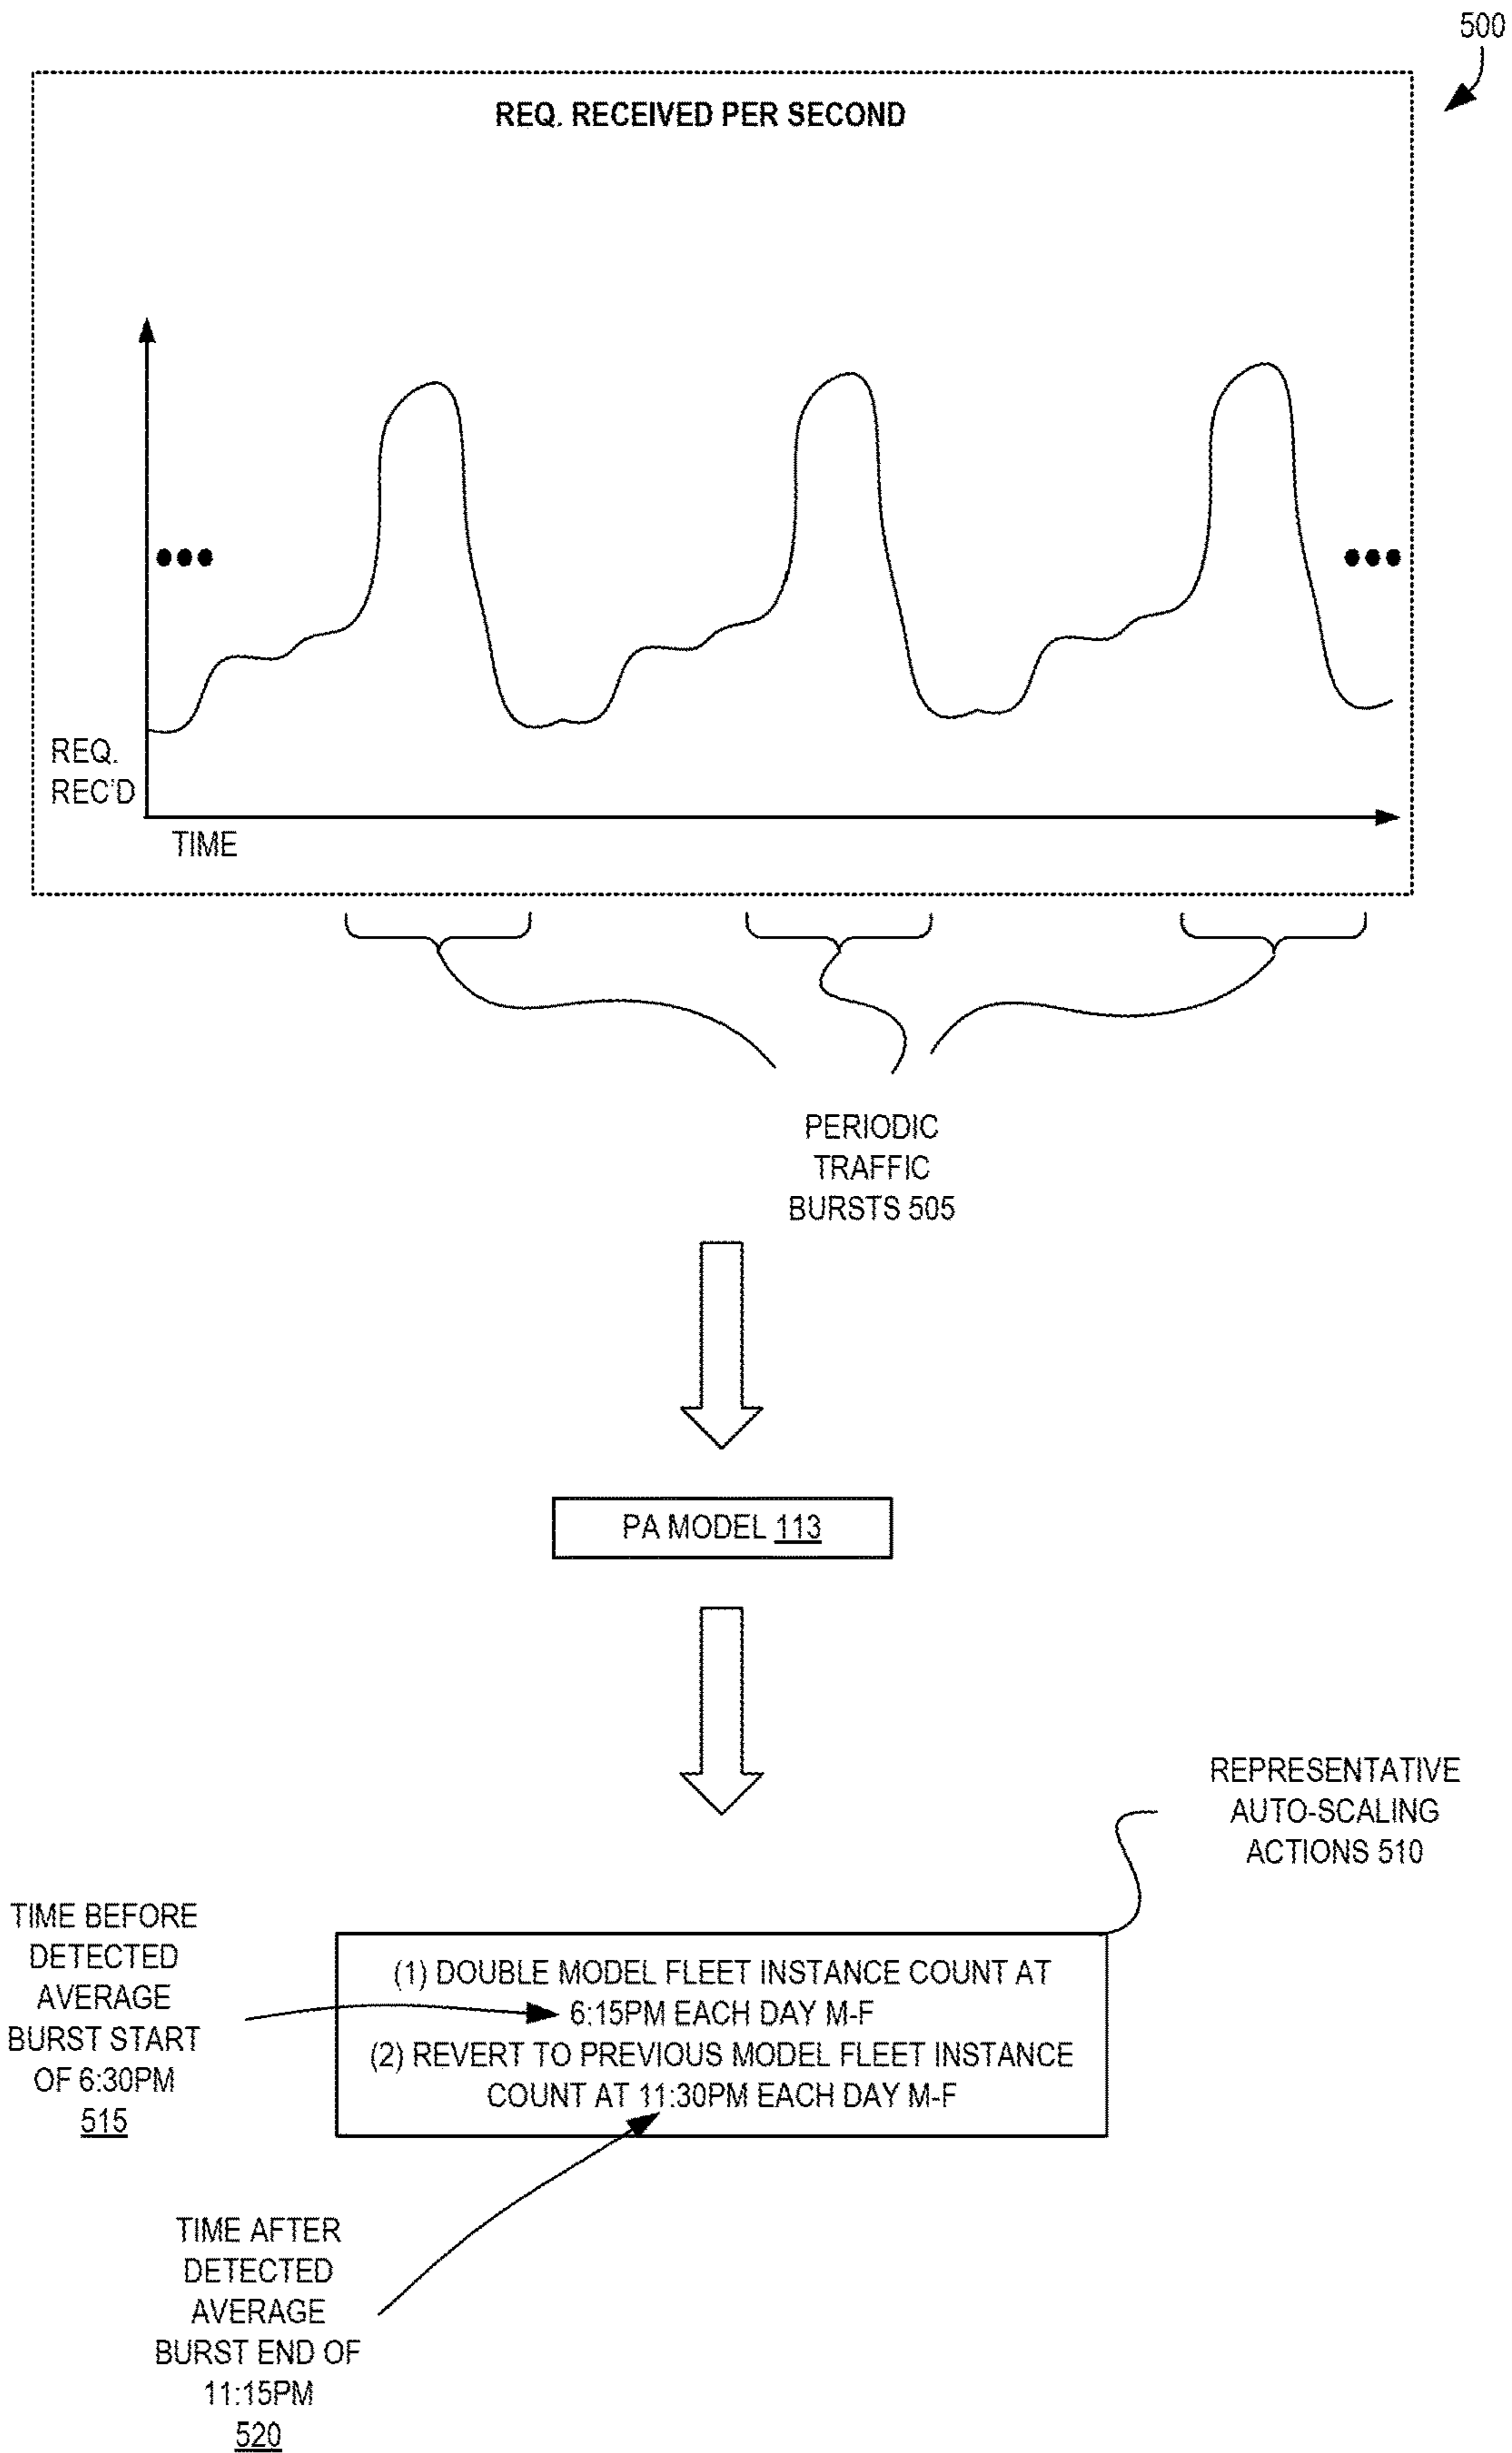 500
REQ. RECEIVED PER SECOND
REQ.
REC'D
TIME
PERIODIC
TRAFFIC
BURSTS 505
PA MODEL 113
REPRESENTATIVE
AUTO-SCALING
ACTIONS 510
TIME BEFORE
DETECTED
AVERAGE
BURST START
OF 6:30PM
515
(1) DOUBLE MODEL FLEET INSTANCE COUNT AT
6:15PM EACH DAY M-F
(2) REVERT TO PREVIOUS MODEL FLEET INSTANCE
COUNT AT 11:30PM EACH DAY M-F
TIME AFTER
DETECTED
AVERAGE
BURST END OF
11:15PM
520